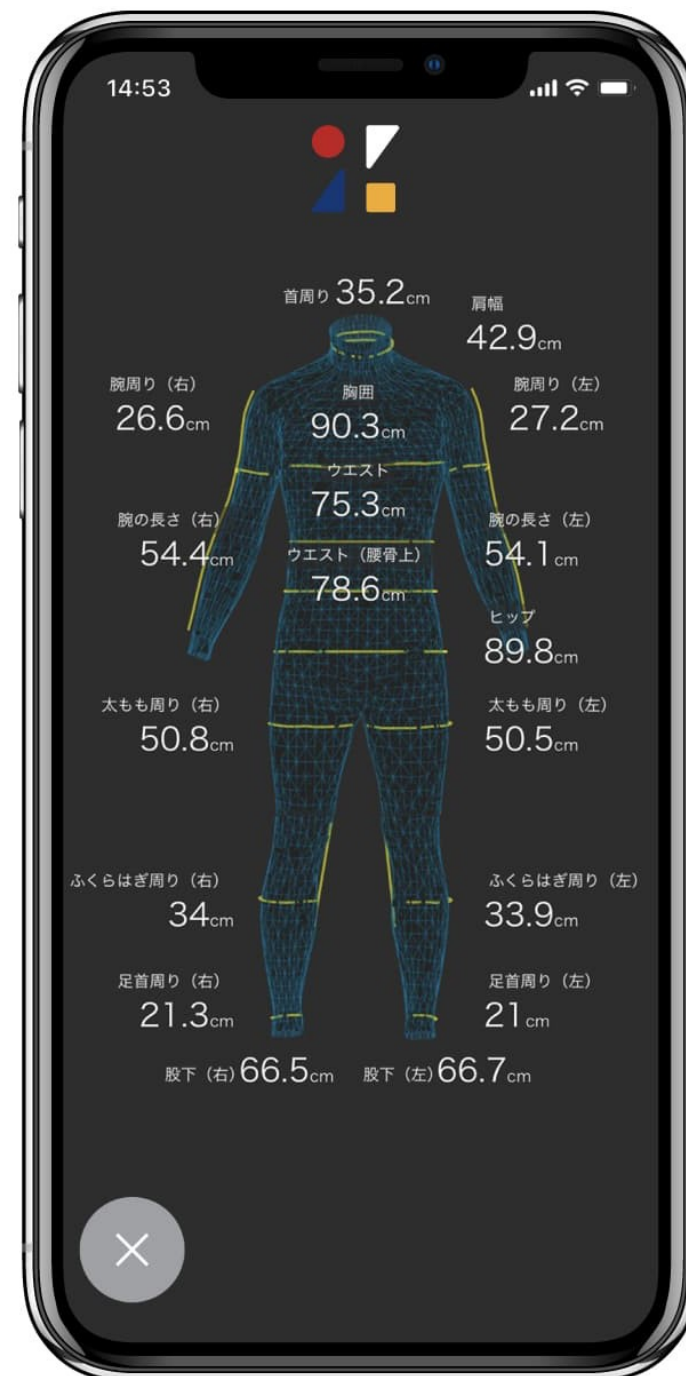 14:53
首周り 35.2cm
肩幅
42.9cm
腕周り（右）
26.6cm
胸囲
90.3cm
腕周り（左）
27.2cm
ウエスト
75.3cm
腕の長さ（右）
54.4cm
腕の長さ（左）
54.1cm
ウエスト（腰骨上）
78.6cm
ヒップ
89.8cm
太もも周り（右）
50.8cm
太もも周り（左）
50.5cm
ふくらはぎ周り（右）
34cm
ふくらはぎ周り（左）
33.9cm
足首周り（右）
21.3cm
足首周り（左）
21cm
股下（右）66.5cm
股下（左）66.7cm